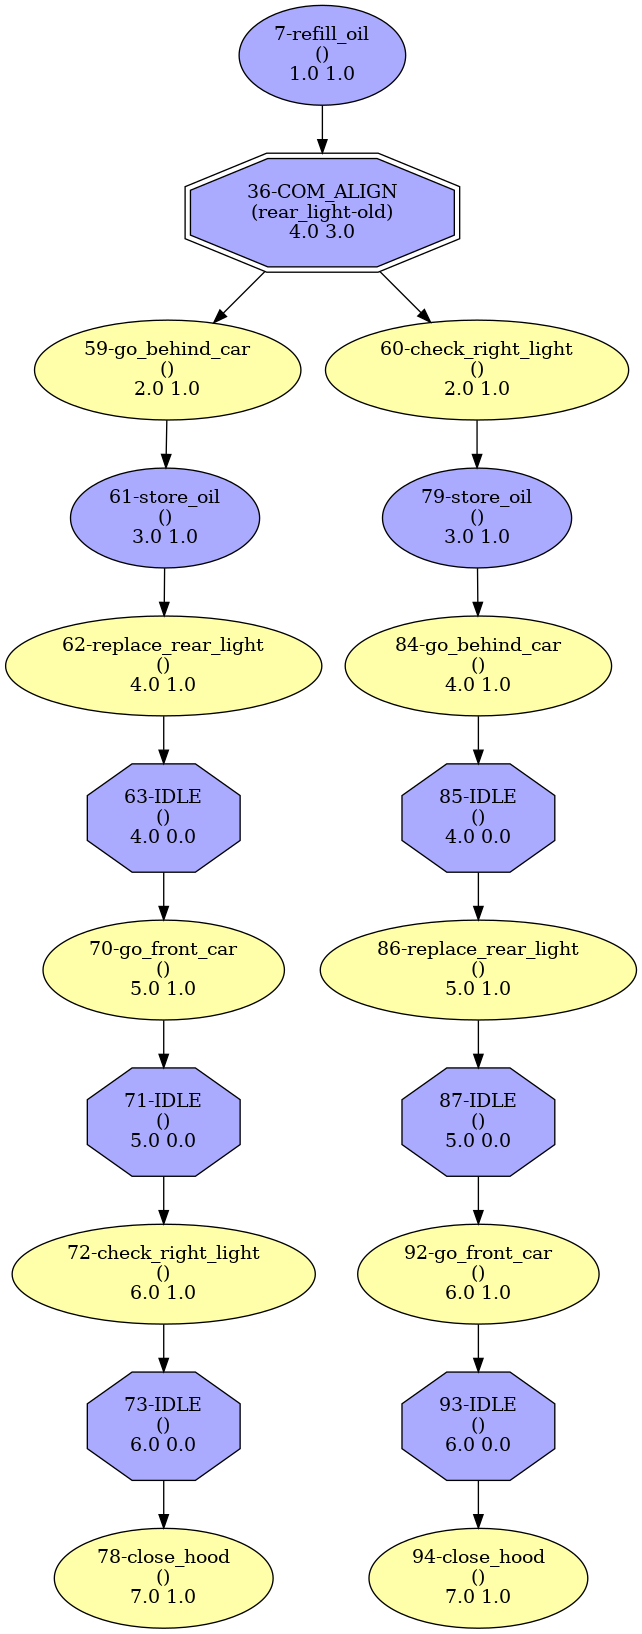 7-refill_oil
()
1.0 1.0
36-COM_ALIGN
(rear_light-old)
4.0 3.0
59-go_behind_car
()
2.0 1.0
60-check_right_light
()
2.0 1.0
61-store_oil
()
3.0 1.0
79-store_oil
()
3.0 1.0
62-replace_rear_light
()
4.0 1.0
84-go_behind_car
()
4.0 1.0
63-IDLE
()
4.0 0.0
85-IDLE
()
4.0 0.0
70-go_front_car
()
5.0 1.0
86-replace_rear_light
()
5.0 1.0
71-IDLE
()
5.0 0.0
87-IDLE
()
5.0 0.0
72-check_right_light
()
6.0 1.0
92-go_front_car
()
6.0 1.0
73-IDLE
()
6.0 0.0
93-IDLE
()
6.0 0.0
78-close_hood
()
7.0 1.0
94-close_hood
()
7.0 1.0